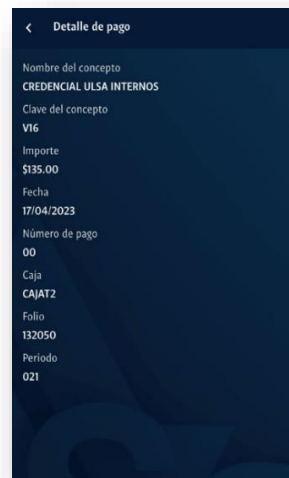 Detalle de pago
Nombre del concepto
CREDENCIAL ULSA INTERNOS
Clave del concepto
V16
Importe
$135.00
Fecha
17/04/2023
Número de pago
00
Caja
CAJAT2
Folio
132050
Periodo
021